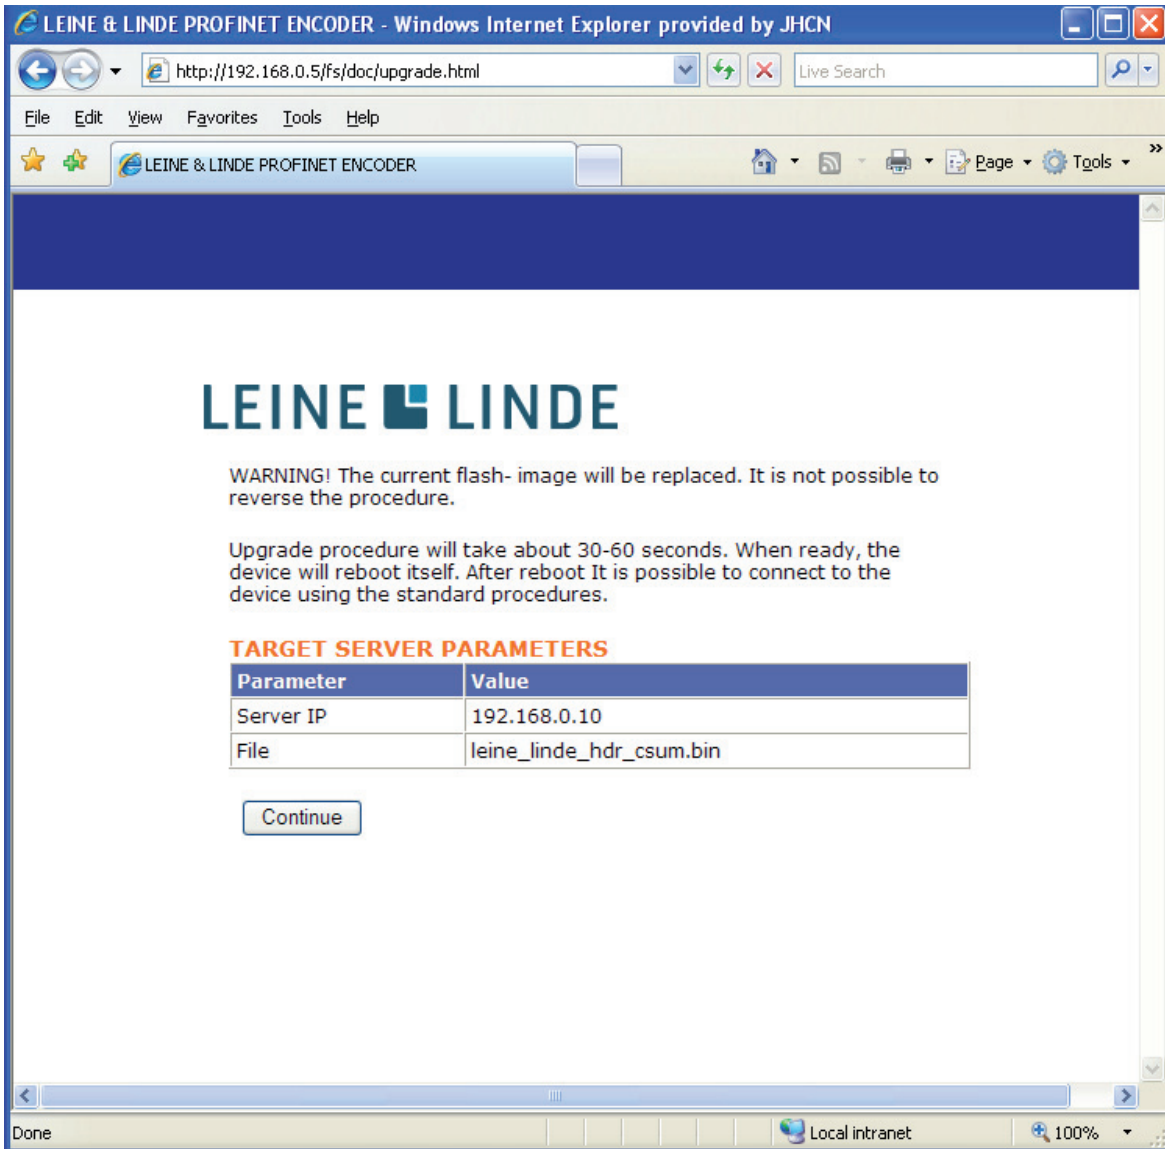 LEINE & LINDE PROFINET ENCODER - Windows Internet Explorer provided by JHCN
http://192.168.0.5/fs/doc/upgrade.html
Live Search
File Edit View Favorites Tools Help
LEINE & LINDE PROFINET ENCODER
Page Tools »
LEINE LINDE
WARNING! The current flash- image will be replaced. It is not possible to
reverse the procedure.
Upgrade procedure will take about 30-60 seconds. When ready, the
device will reboot itself. After reboot It is possible to connect to the
device using the standard procedures.
TARGET SERVER PARAMETERS
Parameter Value
Server IP 192.168.0.10
File leine_linde_hdr_csum.bin
Continue
Done Local intranet 100%